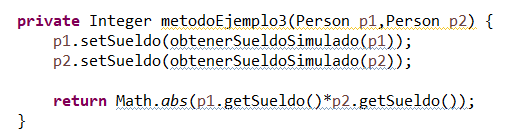 private Integer metodoEjemplo3(Person p1,Person p2) {
p1.setSueldo(obtenerSueldoSimulado(p1));
p2.setSueldo(obtenerSueldoSimulado(p2));
return Math.abs(p1.getSueldo()*p2.getSueldo());
}